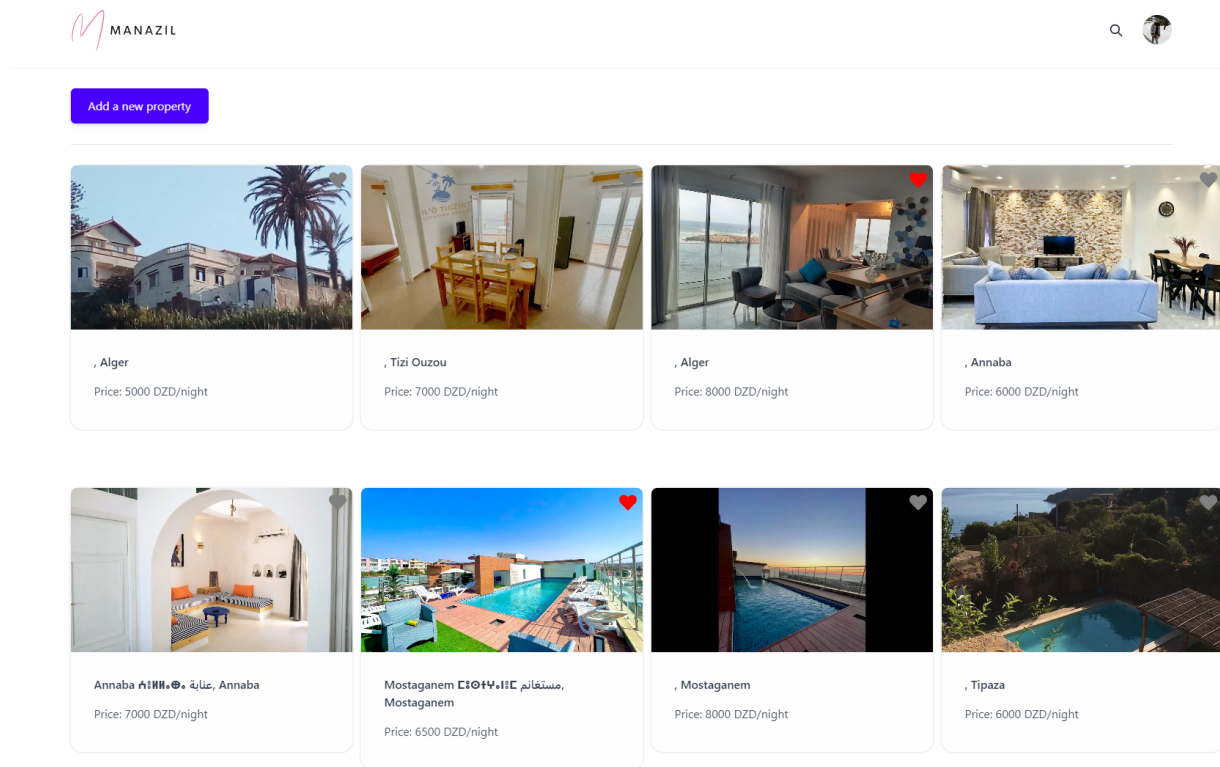 MANAZIL
Add a new property
, Alger
Price: 5000 DZD/night
, Tizi Ouzou
Price: 7000 DZD/night
, Alger
Price: 8000 DZD/night
, Annaba
Price: 6000 DZD/night
Annaba ⵄⴻⵍⵍⴰⴱⴰ عنابة, Annaba
Price: 7000 DZD/night
Mostaganem ⵎⵓⵙⵜⵖⴰⵏⵉⵎ مستغانم,
Mostaganem
Price: 6500 DZD/night
, Mostaganem
Price: 8000 DZD/night
, Tipaza
Price: 6000 DZD/night